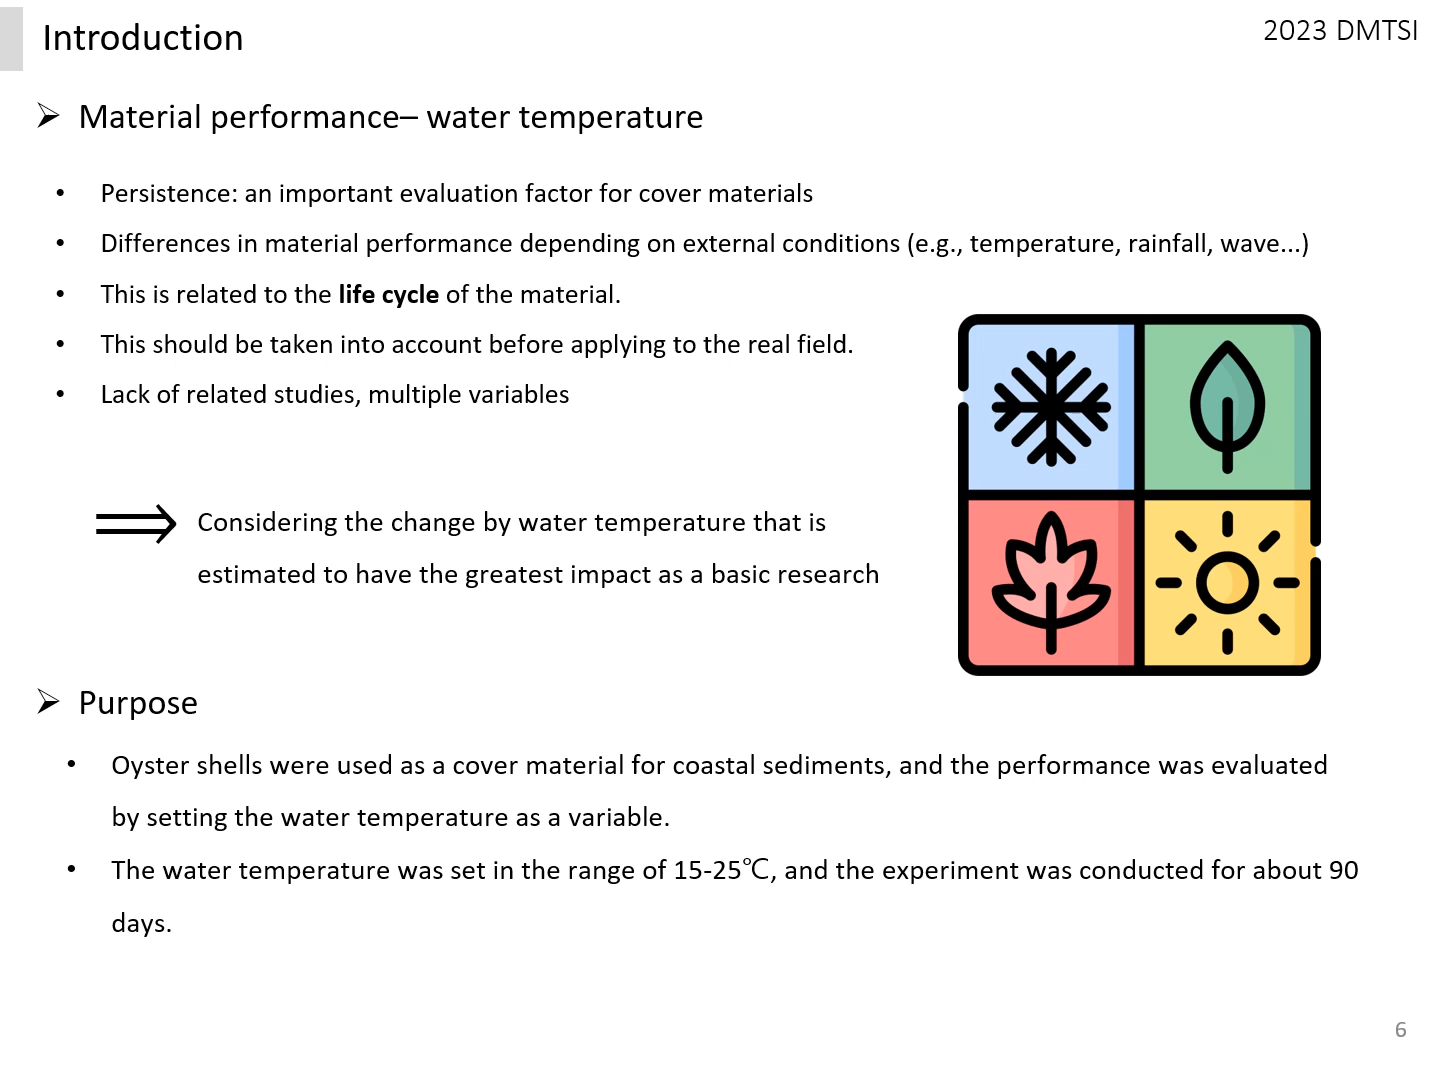 Introduction
2023 DMTSI
➢ Material performance– water temperature
• Persistence: an important evaluation factor for cover materials
• Differences in material performance depending on external conditions (e.g., temperature, rainfall, wave...)
• This is related to the life cycle of the material.
• This should be taken into account before applying to the real field.
• Lack of related studies, multiple variables
Considering the change by water temperature that is
estimated to have the greatest impact as a basic research
➢ Purpose
• Oyster shells were used as a cover material for coastal sediments, and the performance was evaluated
by setting the water temperature as a variable.
• The water temperature was set in the range of 15-25℃, and the experiment was conducted for about 90
days.
6